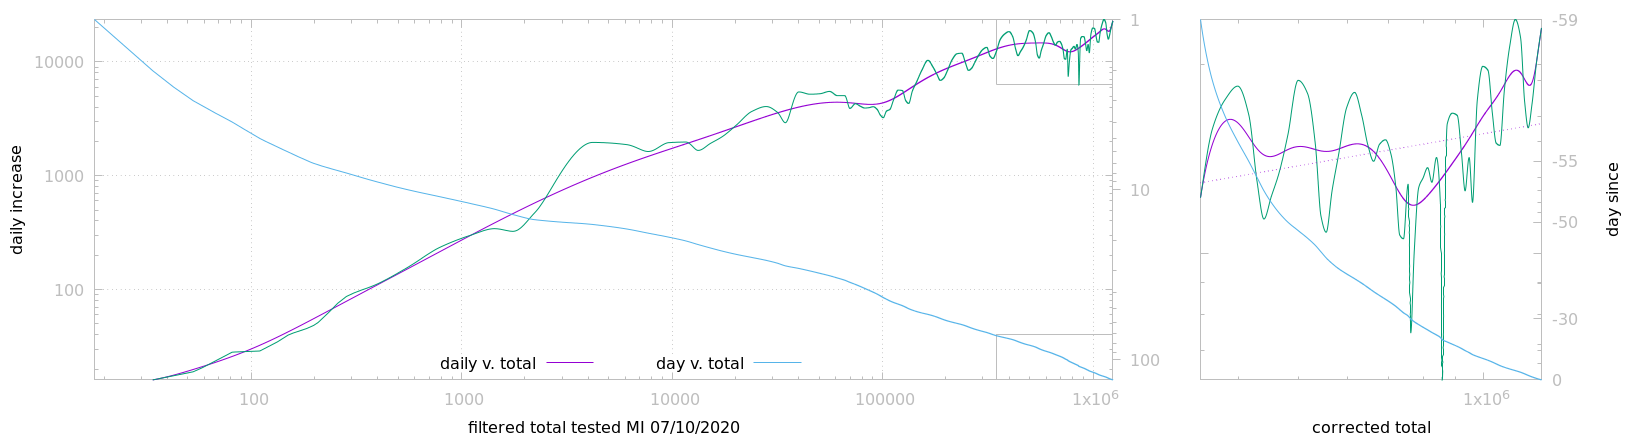 daily increase
10000
1000
100
daily v. total
day v. total
100
1000
10000
100000
1x10^6
filtered total tested MI 07/10/2020
1
10
100
1x10^6
corrected total
-59
-55
-50
-30
0
day since